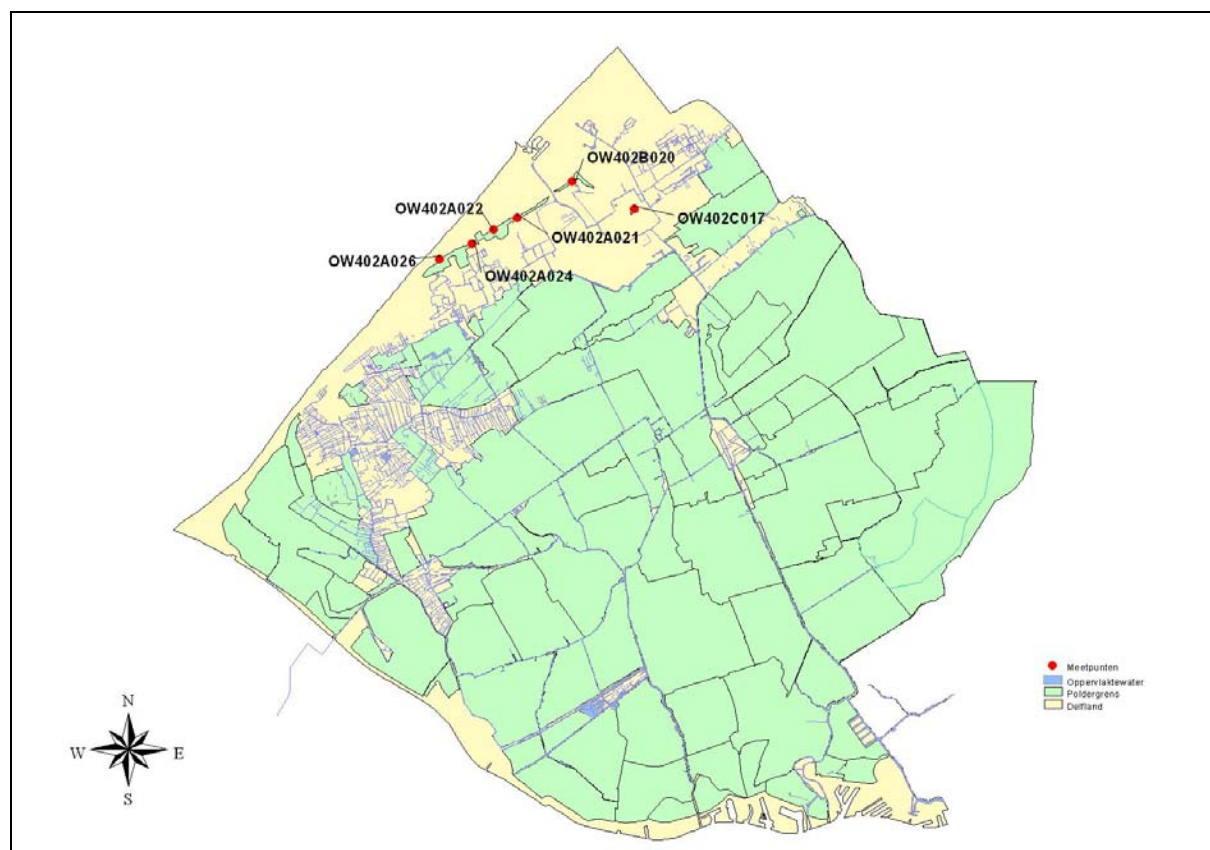 OW402B020
OW402A022
OW402C017
OW402A021
OW402A026
OW402A024
Meetpunten
Oppervlaktewater
Poldergrens
Delfland
N
W
E
S